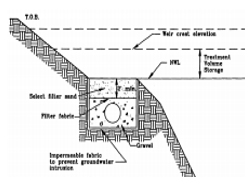 T.O.B.
Weir crest elevation
NWL
Treatment
Volume
Storage
2' min.
Select filter sand
Filter fabric
Gravel
Impermeable fabric
to prevent groundwater
intrusion